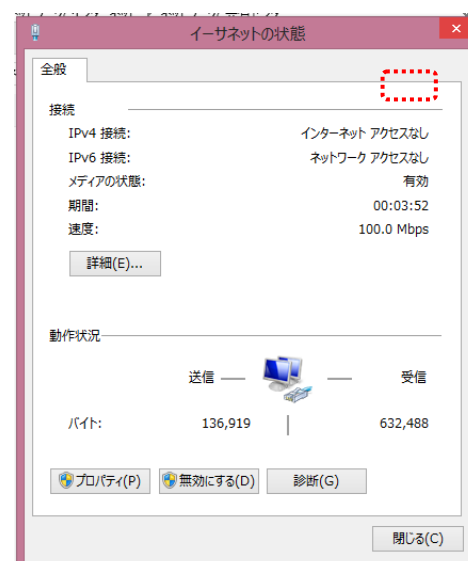 イーサネットの状態
全般
接続
IPv4 接続: インターネット アクセスなし
IPv6 接続: ネットワーク アクセスなし
メディアの状態: 有効
期間: 00:03:52
速度: 100.0 Mbps
詳細(E)...
動作状況
送信 受信
バイト: 136,919 632,488
プロパティ(P) 無効にする(D) 診断(G)
閉じる(C)